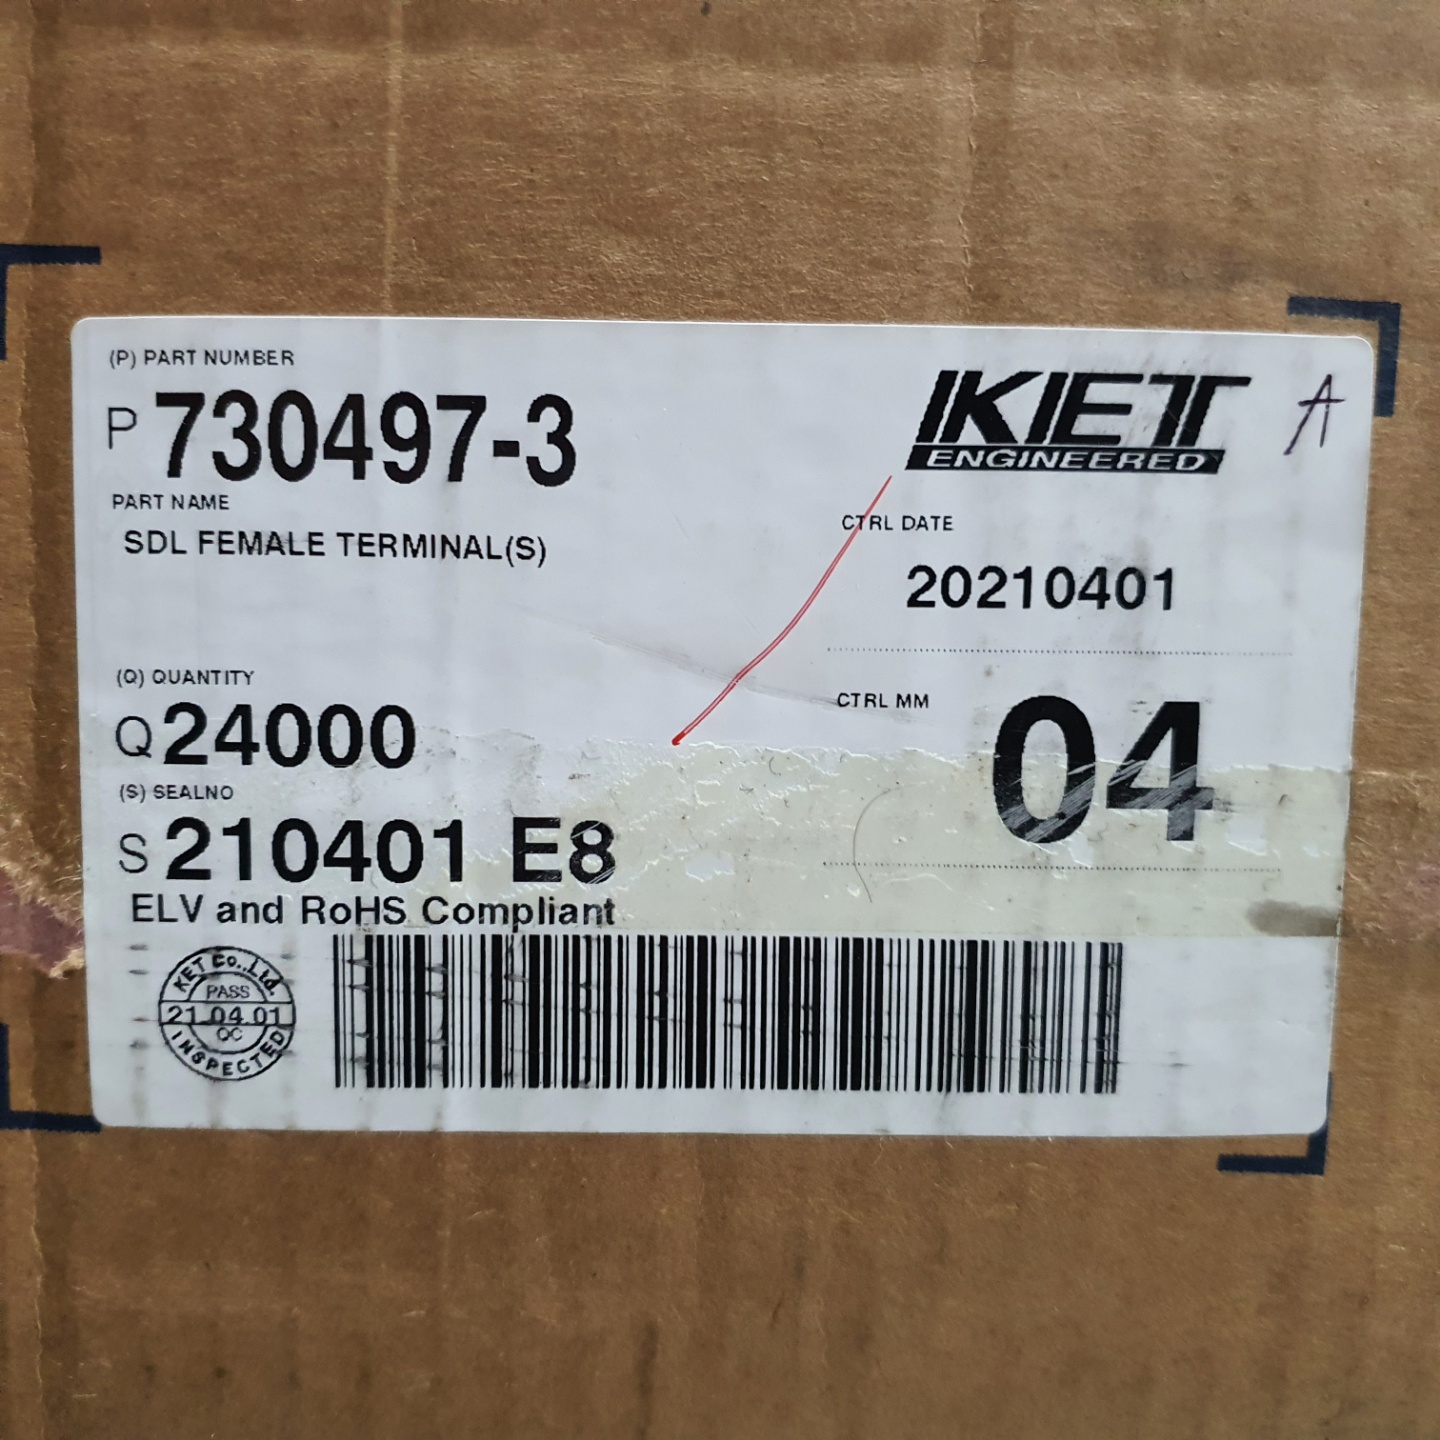 (P) PART NUMBER
P 730497-3
PART NAME
SDL FEMALE TERMINAL(S)
KET
ENGINEERED
A
CTRL DATE
20210401
(Q) QUANTITY
Q 24000
CTRL MM
04
(S) SEALNO
S 210401 E8
ELV and RoHS Compliant
KET Co.,Ltd.
PASS
21.04.01
QC
INSPECTED